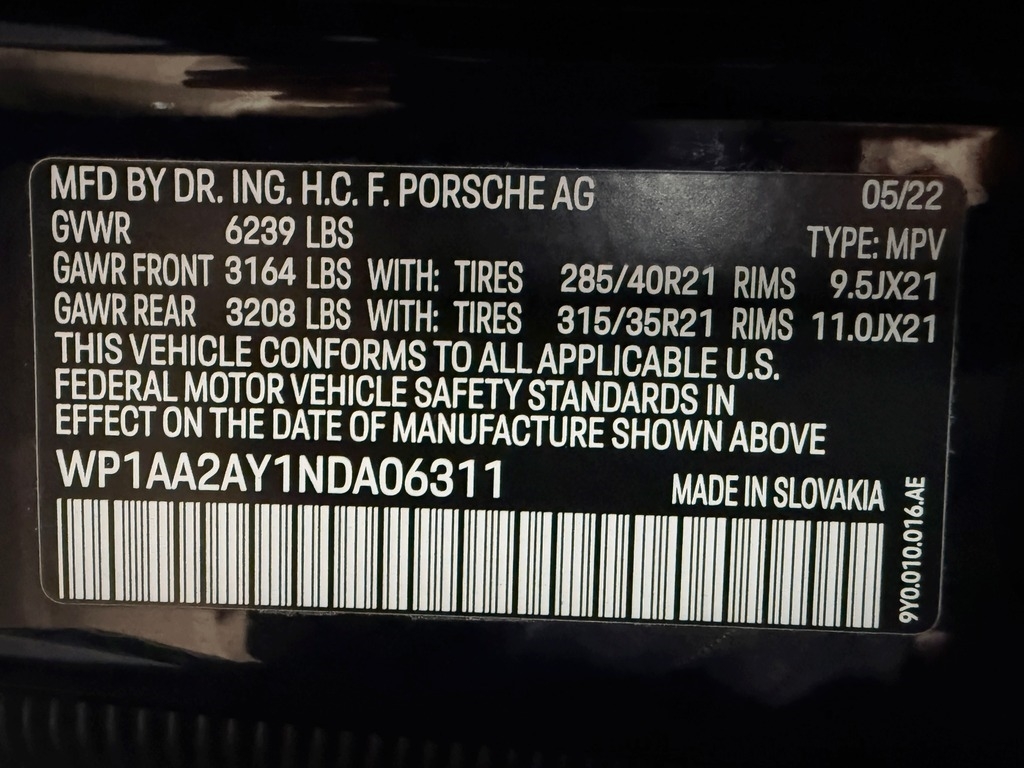 MFD BY DR. ING. H.C. F. PORSCHE AG 05/22
GVWR 6239 LBS TYPE: MPV
GAWR FRONT 3164 LBS WITH: TIRES 285/40R21 RIMS 9.5JX21
GAWR REAR 3208 LBS WITH: TIRES 315/35R21 RIMS 11.0JX21
THIS VEHICLE CONFORMS TO ALL APPLICABLE U.S.
FEDERAL MOTOR VEHICLE SAFETY STANDARDS IN
EFFECT ON THE DATE OF MANUFACTURE SHOWN ABOVE
WP1AA2AY1NDA06311 MADE IN SLOVAKIA
9Y0.010.016.AE